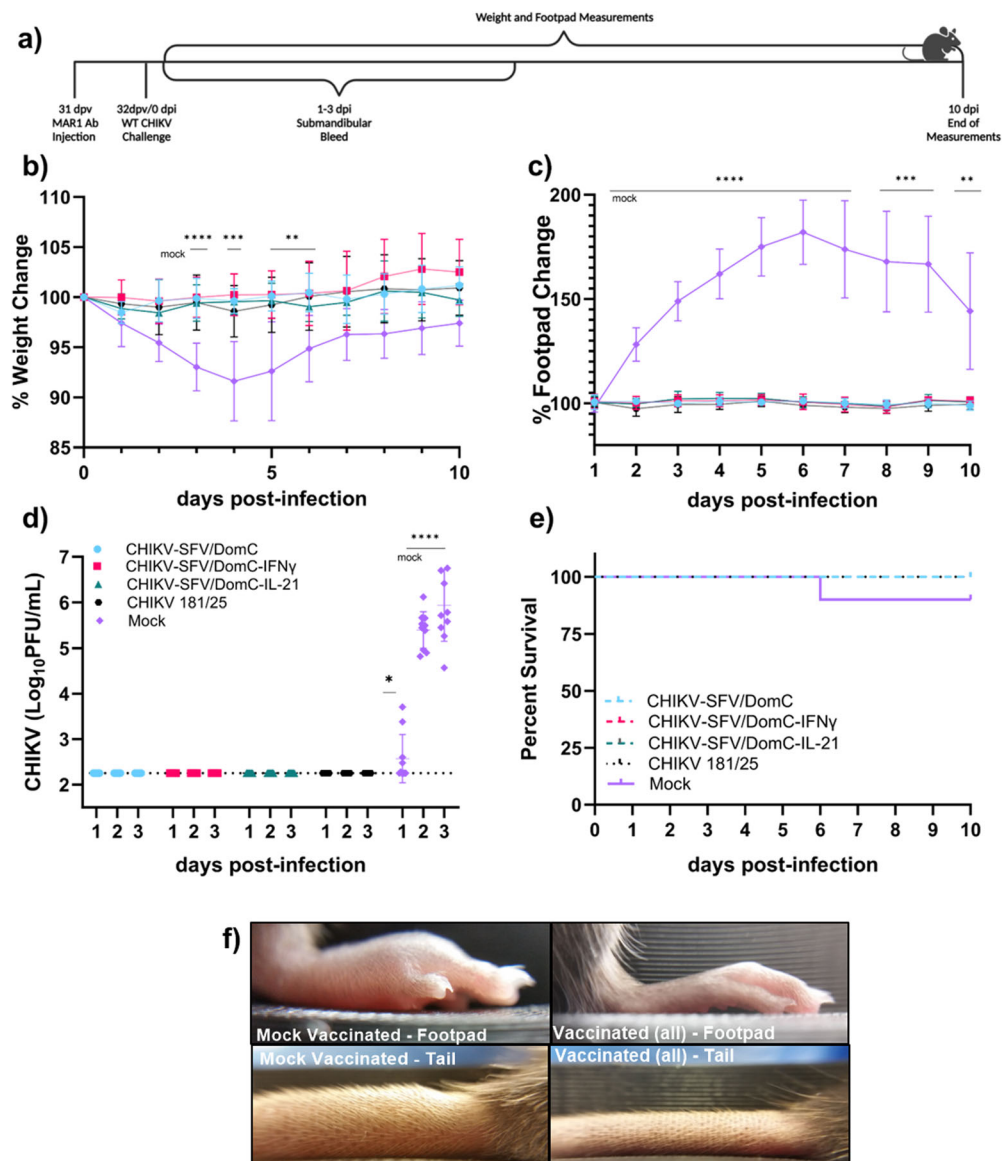 a)
Weight and Footpad Measurements
31 dpv
MAR1 Ab
Injection
32dpv/0 dpi
WT CHIKV
Challenge
1-3 dpi
Submandibular
Bleed
10 dpi
End of
Measurements
b)
% Weight Change
110
105
100
95
90
85
mock
****
***
**
0
5
10
days post-infection
c)
% Footpad Change
200
150
100
mock
****
***
**
1 2 3 4 5 6 7 8 9 10
days post-infection
d)
CHIKV (Log10PFU/mL)
7
6
5
4
3
2
CHIKV-SFV/DomC
CHIKV-SFV/DomC-IFNγ
CHIKV-SFV/DomC-IL-21
CHIKV 181/25
Mock
*
****
mock
1 2 3 1 2 3 1 2 3 1 2 3 1 2 3
days post-infection
e)
Percent Survival
100
75
50
25
0
CHIKV-SFV/DomC
CHIKV-SFV/DomC-IFNγ
CHIKV-SFV/DomC-IL-21
CHIKV 181/25
Mock
0 1 2 3 4 5 6 7 8 9 10
days post-infection
f)
Mock Vaccinated - Footpad
Vaccinated (all) - Footpad
Mock Vaccinated - Tail
Vaccinated (all) - Tail